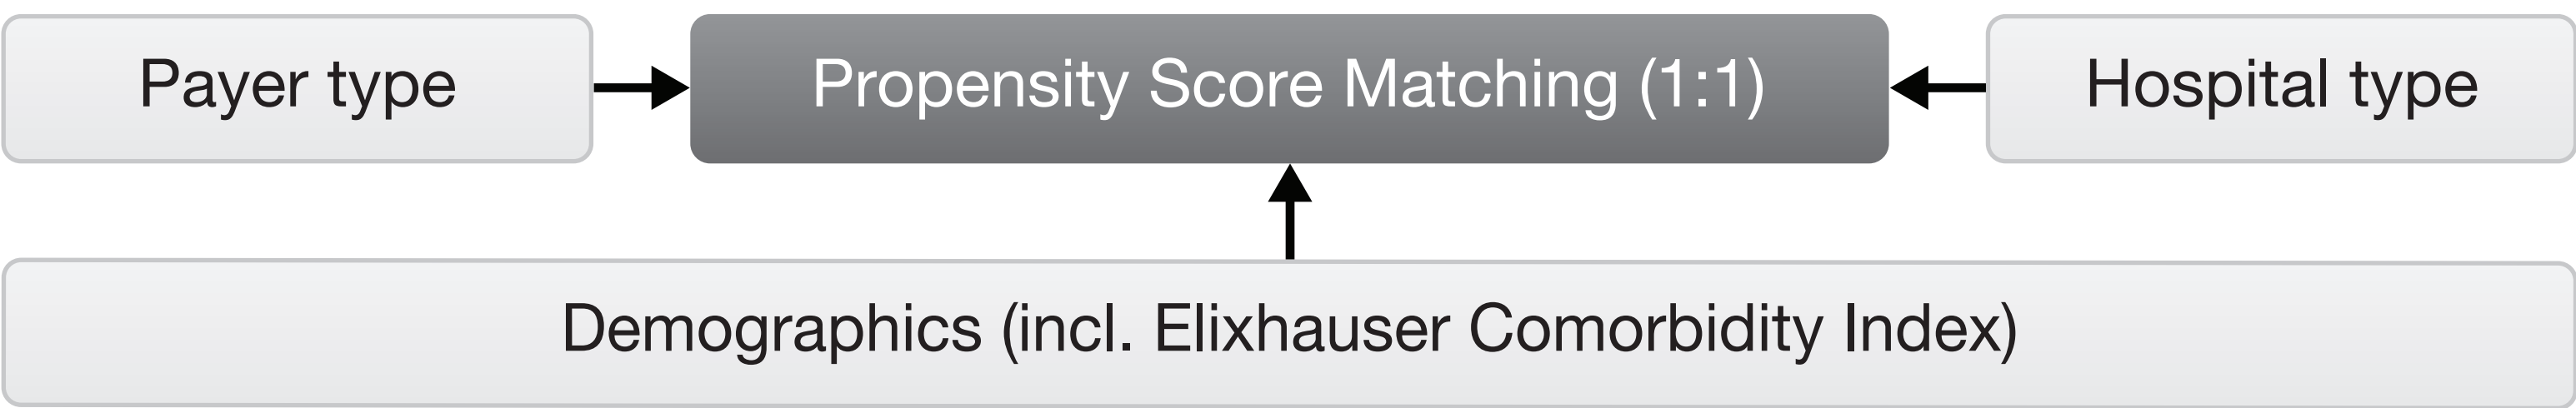 Payer type
Propensity Score Matching (1:1)
Hospital type
Demographics (incl. Elixhauser Comorbidity Index)